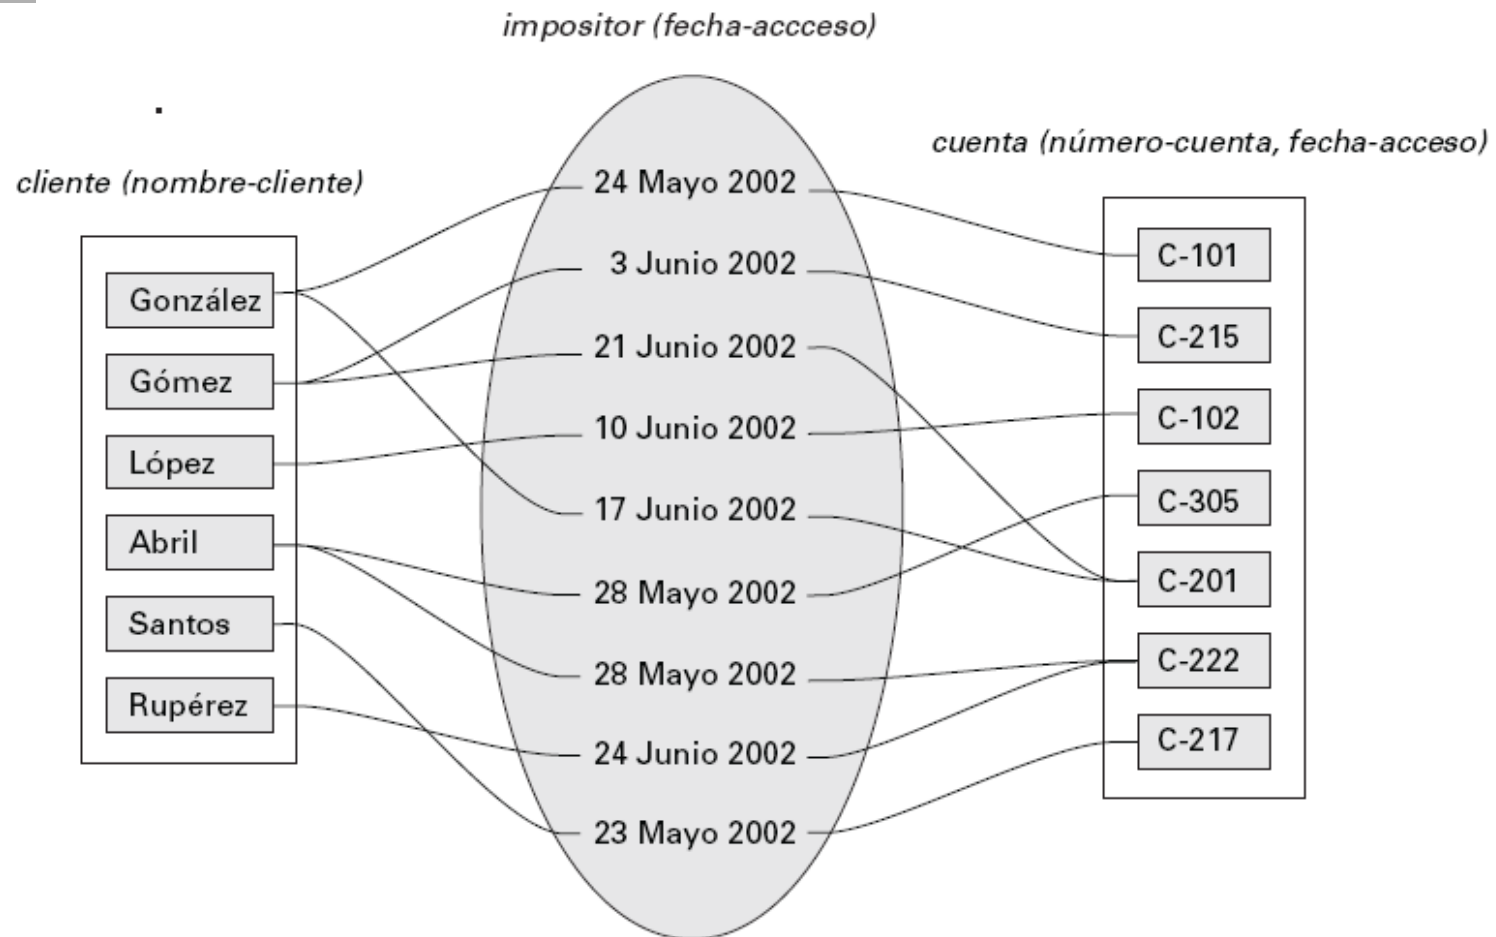 impositor (fecha-accceso)
cuenta (número-cuenta, fecha-acceso)
cliente (nombre-cliente)
González
Gómez
López
Abril
Santos
Rupérez
24 Mayo 2002
3 Junio 2002
21 Junio 2002
10 Junio 2002
17 Junio 2002
28 Mayo 2002
28 Mayo 2002
24 Junio 2002
23 Mayo 2002
C-101
C-215
C-102
C-305
C-201
C-222
C-217